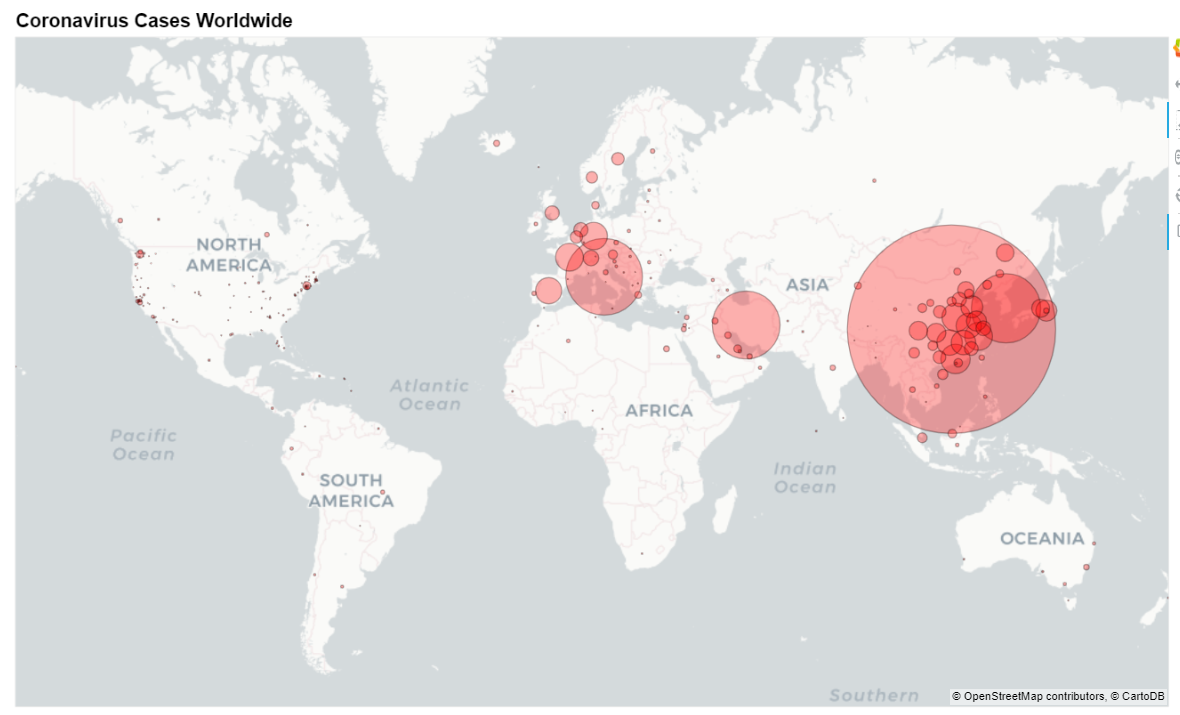 Coronavirus Cases Worldwide
NORTH
AMERICA
ASIA
Atlantic
Ocean
AFRICA
Pacific
Ocean
Indian
Ocean
SOUTH
AMERICA
OCEANIA
Southern
© OpenStreetMap contributors, © CartoDB